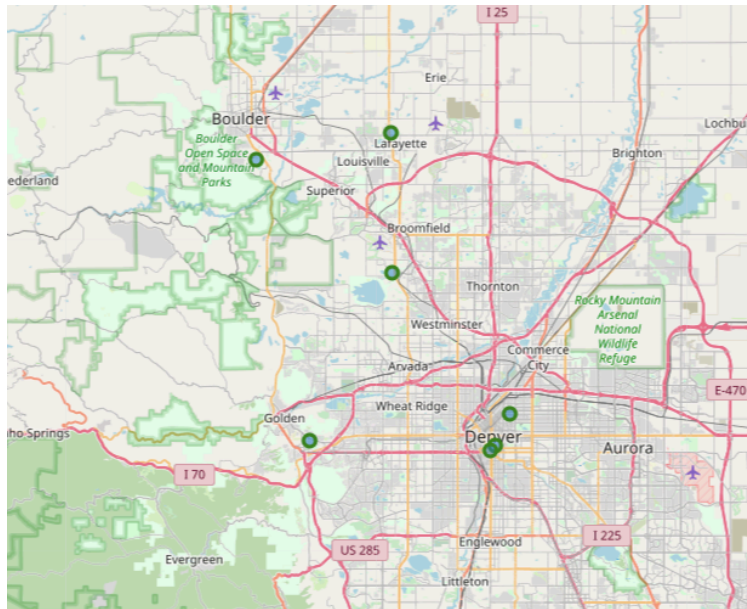 I 25
Erie
Boulder
Lafayette
Lochbu
Boulder
Open Space
and Mountain
Parks
Louisville
Brighton
ederland
Superior
Broomfield
Thornton
Rocky Mountain
Arsenal
National
Wildlife
Refuge
Westminster
Commerce
City
Arvada
E-470
Wheat Ridge
Golden
ho Springs
Denver
Aurora
I 70
I 225
Englewood
US 285
Evergreen
Littleton